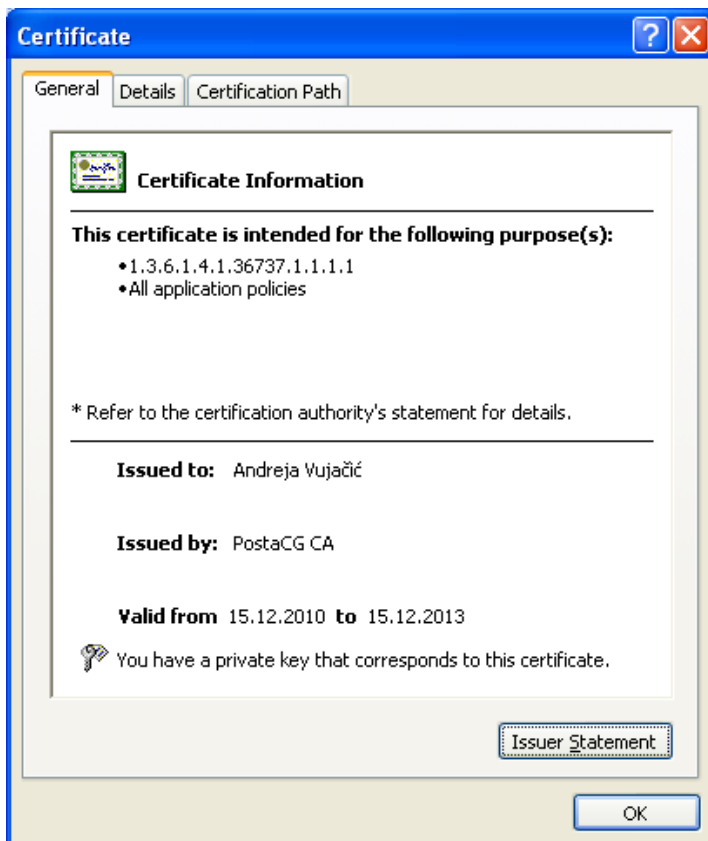 Certificate
General Details Certification Path
Certificate Information
This certificate is intended for the following purpose(s):
•1.3.6.1.4.1.36737.1.1.1.1
•All application policies
* Refer to the certification authority's statement for details.
Issued to: Andreja Vujačić
Issued by: PostaCG CA
Valid from 15.12.2010 to 15.12.2013
You have a private key that corresponds to this certificate.
Issuer Statement
OK